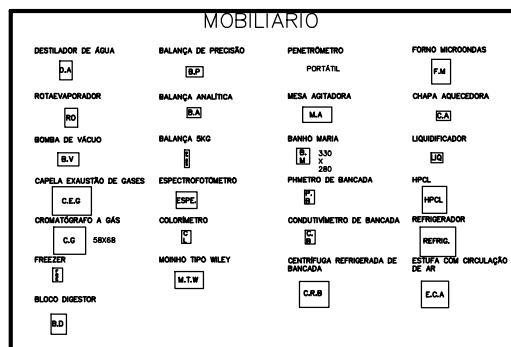 MOBILIARIO
DESTILADOR DE ÁGUA
D.A
BALANÇA DE PRECISÃO
B.P
PENETRÔMETRO
PORTÁTIL
FORNO MICROONDAS
F.M
ROTAEVAPORADOR
RO
BALANÇA ANALÍTICA
B.A
MESA AGITADORA
M.A
CHAPA AQUECEDORA
C.A
BOMBA DE VÁCUO
B.V
BALANÇA 5KG
BANHO MARIA
B.
M
330
X
280
LIQUIDIFICADOR
LIQ
CAPELA EXAUSTÃO DE GASES
C.E.G
ESPECTROFOTÔMETRO
ESPE.
PHMETRO DE BANCADA
P.
B
HPCL
HPCL
CROMATÓGRAFO A GÁS
C.G
58X68
COLORÍMETRO
C
L
CONDUTIVÍMETRO DE BANCADA
C.
B
REFRIGERADOR
REFRIG.
FREEZER
MOINHO TIPO WILEY
M.T.W
CENTRÍFUGA REFRIGERADA DE
BANCADA
C.R.B
ESTUFA COM CIRCULAÇÃO
DE AR
E.C.A
BLOCO DIGESTOR
B.D